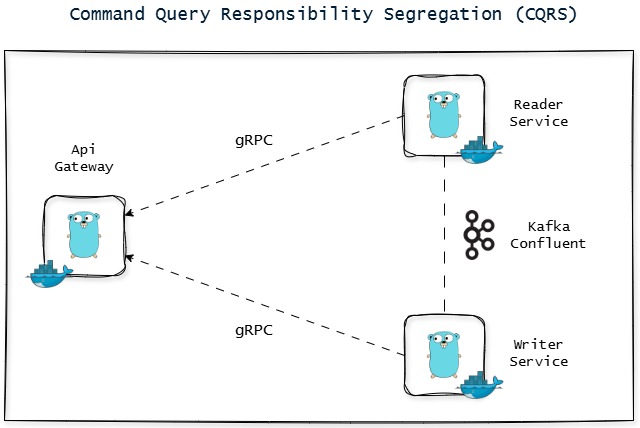 Command Query Responsibility Segregation (CQRS)
Reader
Service
gRPC
Api
Gateway
Kafka
Confluent
gRPC
Writer
Service